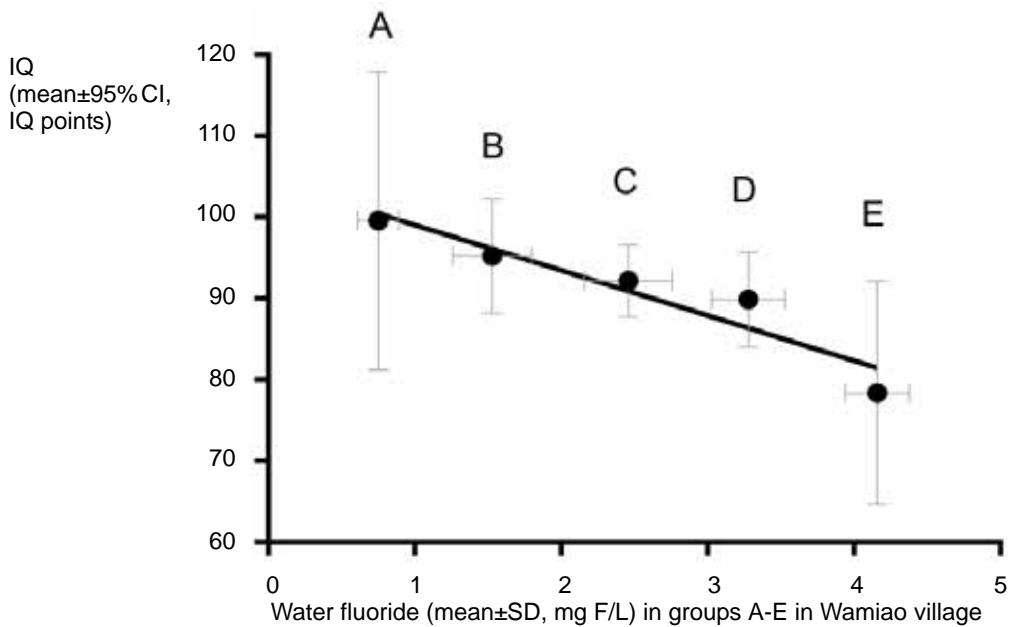 IQ
(mean±95% CI,
IQ points)
A
B
C
D
E
120
110
100
90
80
70
60
0 1 2 3 4 5
Water fluoride (mean±SD, mg F/L) in groups A-E in Wamiao village